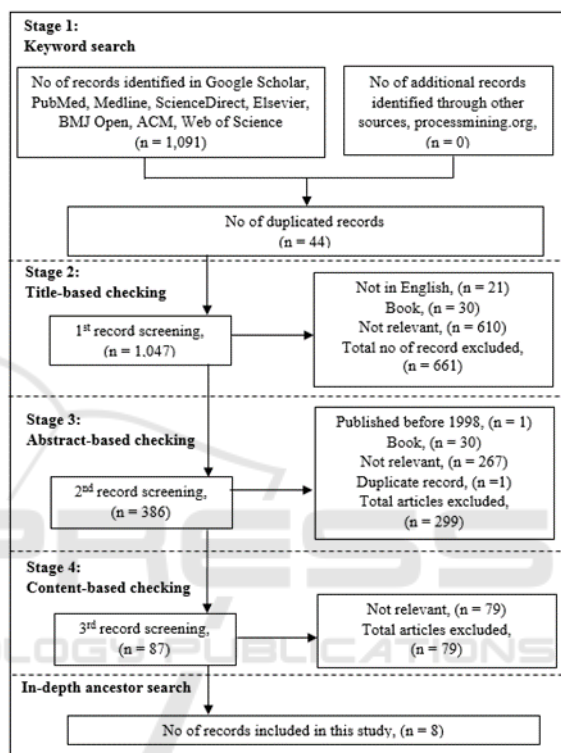 Stage 1:
Keyword search
No of records identified in Google Scholar,
PubMed, Medline, ScienceDirect, Elsevier,
BMJ Open, ACM, Web of Science
(n = 1,091)
No of additional records
identified through other
sources, processmining.org,
(n = 0)
No of duplicated records
(n = 44)
Stage 2:
Title-based checking
1st record screening,
(n = 1,047)
Not in English, (n = 21)
Book, (n = 30)
Not relevant, (n = 610)
Total no of record excluded,
(n = 661)
Stage 3:
Abstract-based checking
2nd record screening,
(n = 386)
Published before 1998, (n = 1)
Book, (n = 30)
Not relevant, (n = 267)
Duplicate record, (n =1)
Total articles excluded,
(n = 299)
Stage 4:
Content-based checking
3rd record screening,
(n = 87)
Not relevant, (n = 79)
Total articles excluded,
(n = 79)
In-depth ancestor search
No of records included in this study, (n = 8)
PRESS
OLOGY PUBLICATIONS